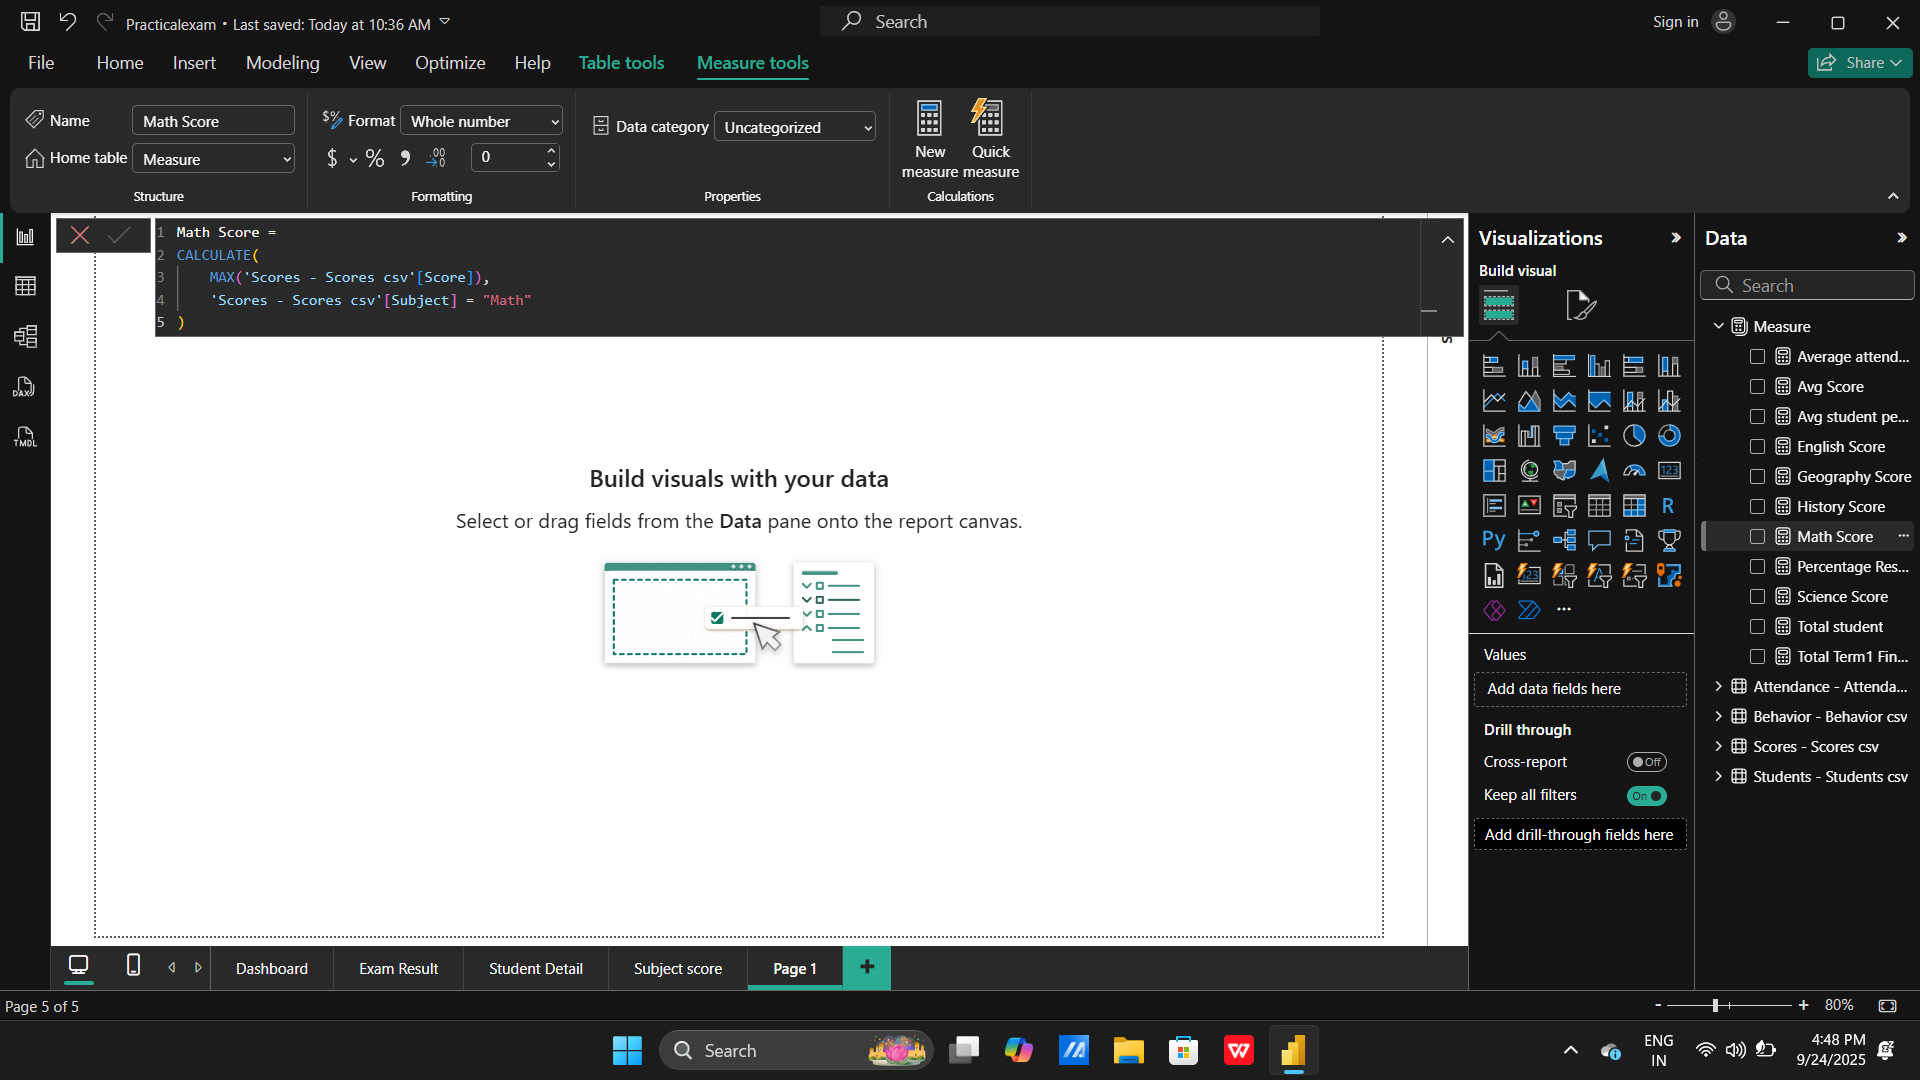 Practicalexam • Last saved: Today at 10:36 AM
Search
Sign in
File
Home
Insert
Modeling
View
Optimize
Help
Table tools
Measure tools
Share
Name
Math Score
Home table
Measure
Structure
$% Format
Whole number
$ % 9 .00
0
Formatting
Data category
Uncategorized
Properties
New measure
Quick measure
Calculations
1 Math Score =
2 CALCULATE(
3 MAX('Scores - Scores csv'[Score]),
4 'Scores - Scores csv'[Subject] = "Math"
5 )
DAX
TMDL
Build visuals with your data
Select or drag fields from the Data pane onto the report canvas.
Visualizations
Build visual
123
R
Py
123
Values
Add data fields here
Drill through
Cross-report
Off
Keep all filters
On
Add drill-through fields here
Data
Search
Measure
Average attend...
Avg Score
Avg student pe...
English Score
Geography Score
History Score
Math Score
Percentage Res...
Science Score
Total student
Total Term1 Fin...
Attendance - Attenda...
Behavior - Behavior csv
Scores - Scores csv
Students - Students csv
Dashboard
Exam Result
Student Detail
Subject score
Page 1
+
Page 5 of 5
- + 80%
Search
ENG
IN
4:48 PM
9/24/2025